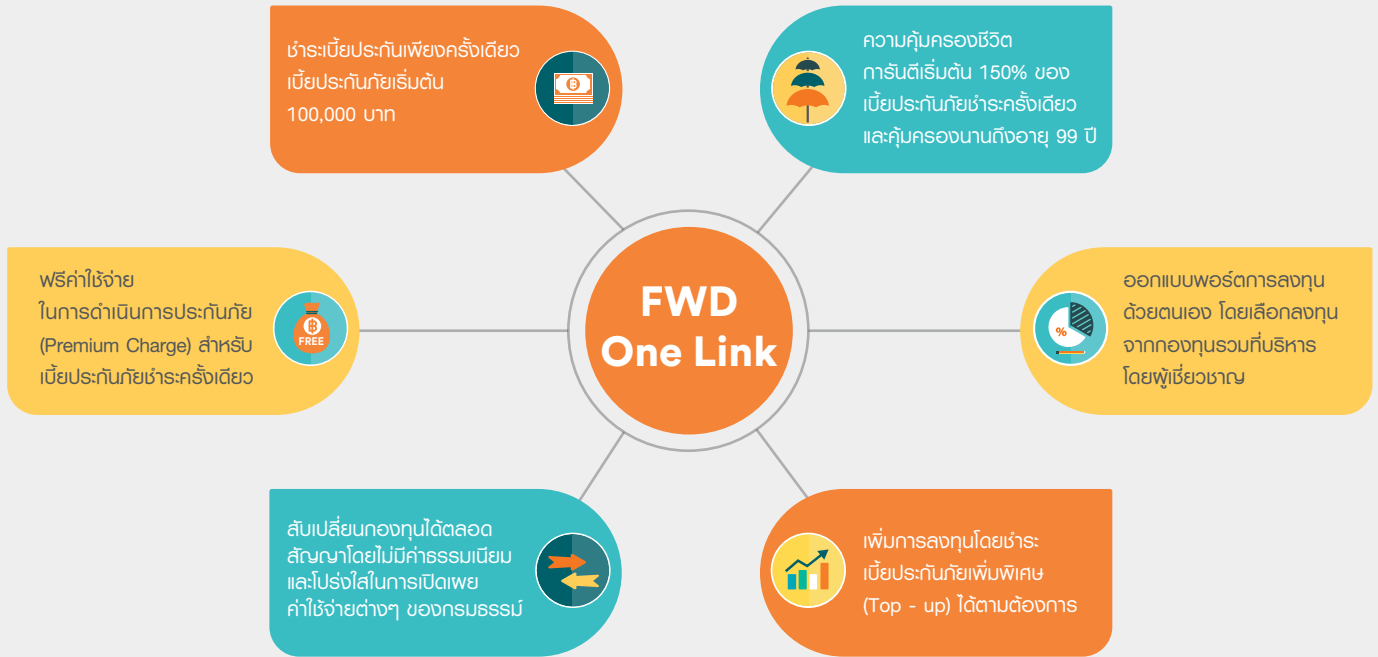 ชำระเบี้ยประกันเพียงครั้งเดียว
เบี้ยประกันภัยเริ่มต้น
100,000 บาท
ความคุ้มครองชีวิต
การันตีเริ่มต้น 150% ของ
เบี้ยประกันภัยชำระครั้งเดียว
และคุ้มครองนานถึงอายุ 99 ปี
ฟรีค่าใช้จ่าย
ในการดำเนินการประกันภัย
(Premium Charge) สำหรับ
เบี้ยประกันภัยชำระครั้งเดียว
฿
FREE
FWD
One Link
%
ออกแบบพอร์ตการลงทุน
ด้วยตนเอง โดยเลือกลงทุน
จากกองทุนรวมที่บริหาร
โดยผู้เชี่ยวชาญ
สับเปลี่ยนกองทุนได้ตลอด
สัญญาโดยไม่มีค่าธรรมเนียม
และโปร่งใสในการเปิดเผย
ค่าใช้จ่ายต่างๆ ของกรมธรรม์
เพิ่มการลงทุนโดยชำระ
เบี้ยประกันภัยเพิ่มพิเศษ
(Top - up) ได้ตามต้องการ